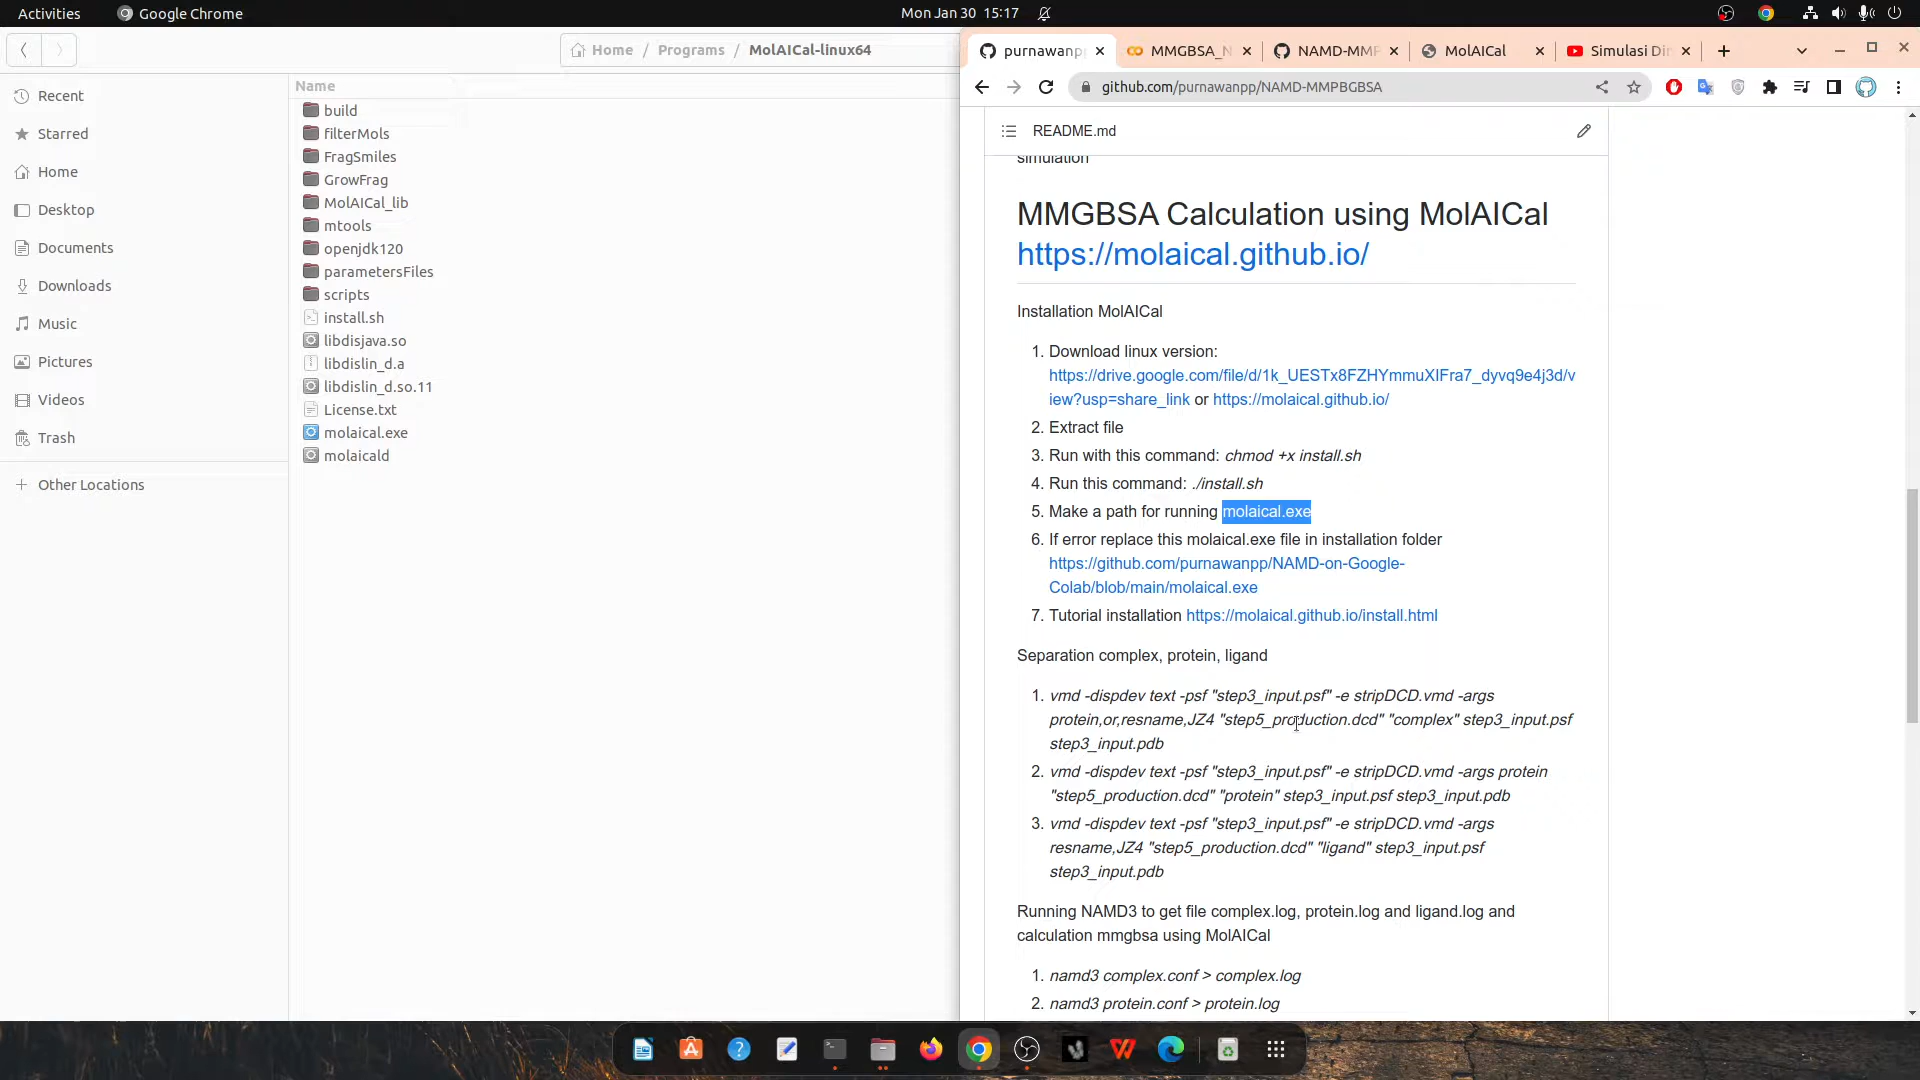 Activities
Google Chrome
Mon Jan 30 15:17
Home / Programs / MolAICal-linux64
Recent
Starred
Home
Desktop
Documents
Downloads
Music
Pictures
Videos
Trash
+ Other Locations
Name
build
filterMols
FragSmiles
GrowFrag
MolAICal_lib
mtools
openjdk120
parametersFiles
scripts
install.sh
libdisjava.so
libdislin_d.a
libdislin_d.so.11
License.txt
molaical.exe
molaicald
purnawanpp
MMGBSA_N
NAMD-MMP
MolAICal
Simulasi Di
github.com/purnawanpp/NAMD-MMPBGBSA
README.md
simulation
MMGBSA Calculation using MolAICal
https://molaical.github.io/
Installation MolAICal
1. Download linux version:
https://drive.google.com/file/d/1k_UESTx8FZHYmmuXIFra7_dyvq9e4j3d/v
iew?usp=share_link or https://molaical.github.io/
2. Extract file
3. Run with this command: chmod +x install.sh
4. Run this command: ./install.sh
5. Make a path for running molaical.exe
6. If error replace this molaical.exe file in installation folder
https://github.com/purnawanpp/NAMD-on-Google-
Colab/blob/main/molaical.exe
7. Tutorial installation https://molaical.github.io/install.html
Separation complex, protein, ligand
1. vmd -dispdev text -psf "step3_input.psf" -e stripDCD.vmd -args
protein,or,resname,JZ4 "step5_production.dcd" "complex" step3_input.psf
step3_input.pdb
2. vmd -dispdev text -psf "step3_input.psf" -e stripDCD.vmd -args protein
"step5_production.dcd" "protein" step3_input.psf step3_input.pdb
3. vmd -dispdev text -psf "step3_input.psf" -e stripDCD.vmd -args
resname,JZ4 "step5_production.dcd" "ligand" step3_input.psf
step3_input.pdb
Running NAMD3 to get file complex.log, protein.log and ligand.log and
calculation mmgbsa using MolAICal
1. namd3 complex.conf > complex.log
2. namd3 protein.conf > protein.log